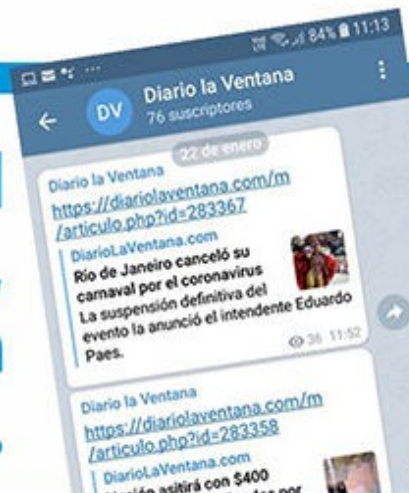 84% 11:13
DV
Diario la Ventana
76 suscriptores
22 de enero
Diario la Ventana
https://diariolaventana.com/m
/articulo.php?id=283367
DiarioLaVentana.com
Río de Janeiro canceló su
carnaval por el coronavirus
La suspensión definitiva del
evento la anunció el intendente Eduardo
Paes.
36 11:52
Diario la Ventana
https://diariolaventana.com/m
/articulo.php?id=283358
DiarioLaVentana.com
asitirá con $400
por